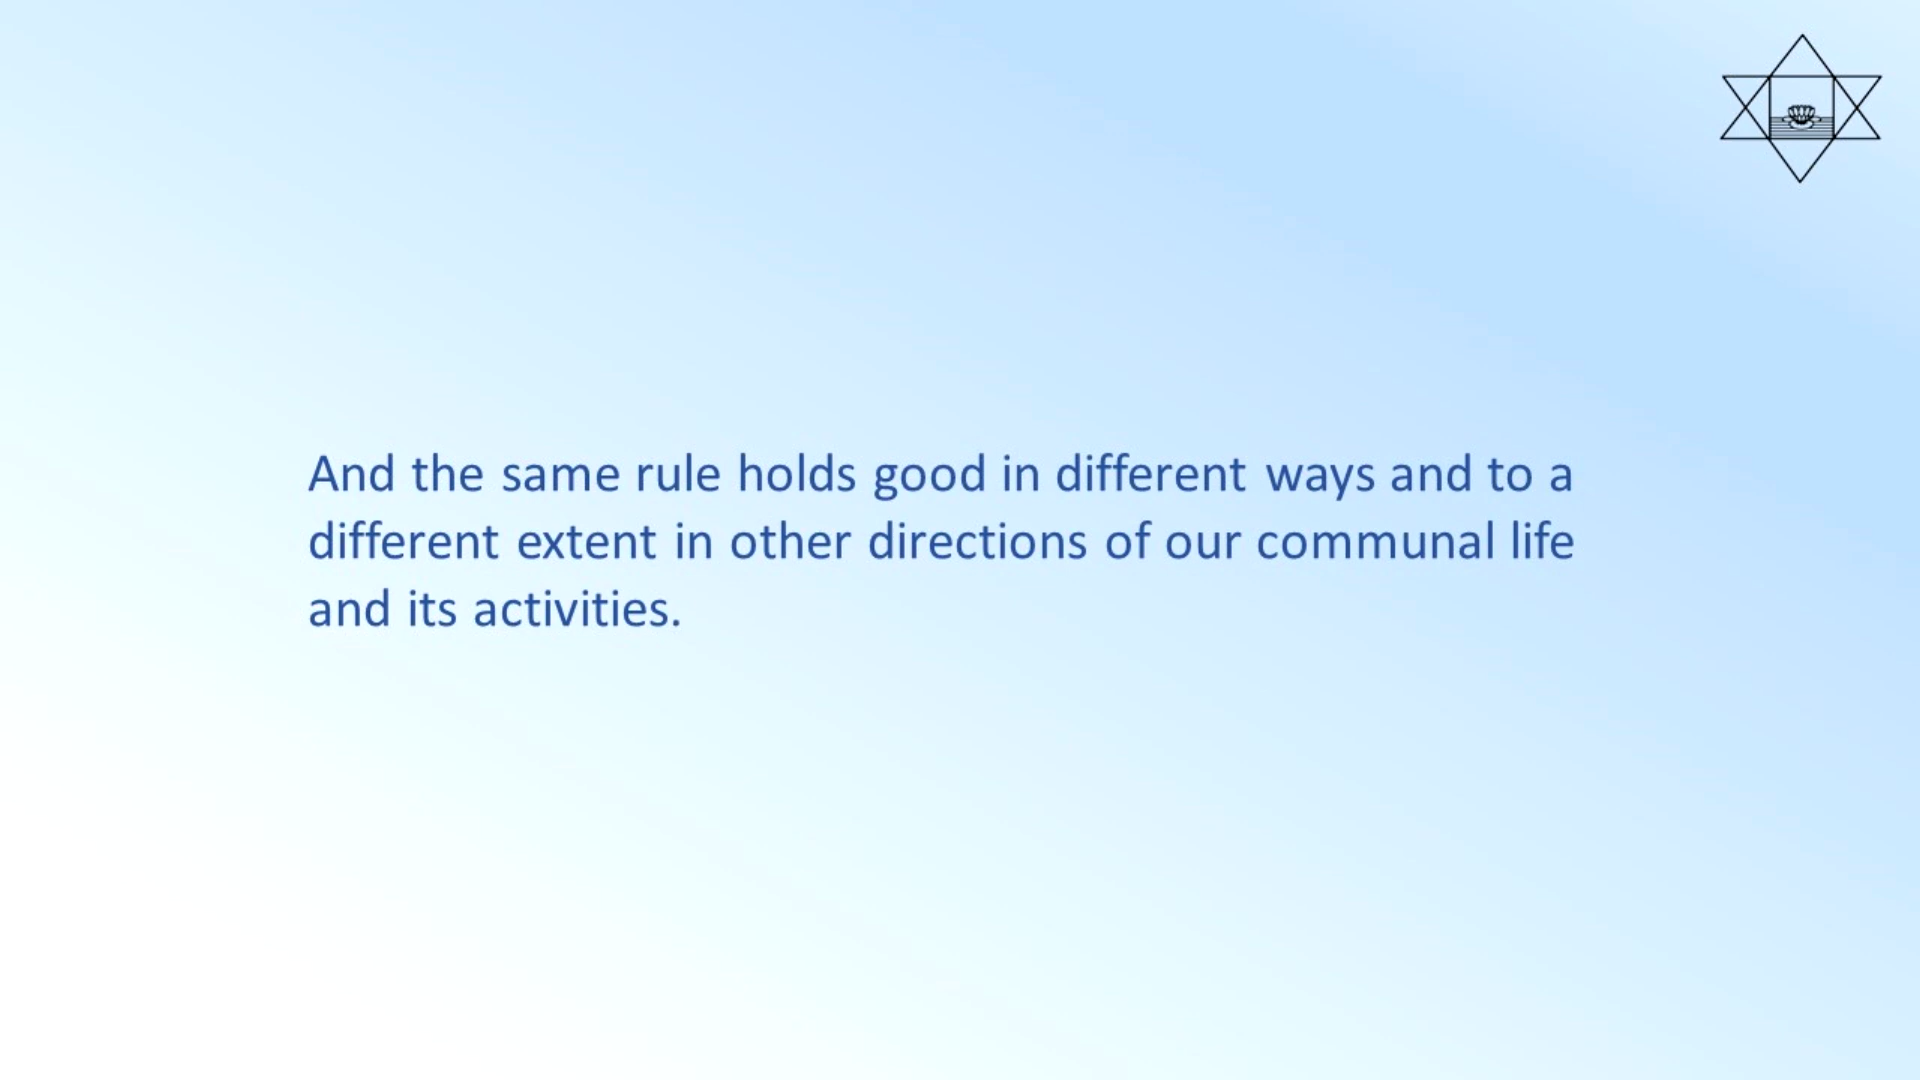 And the same rule holds good in different ways and to a
different extent in other directions of our communal life
and its activities.